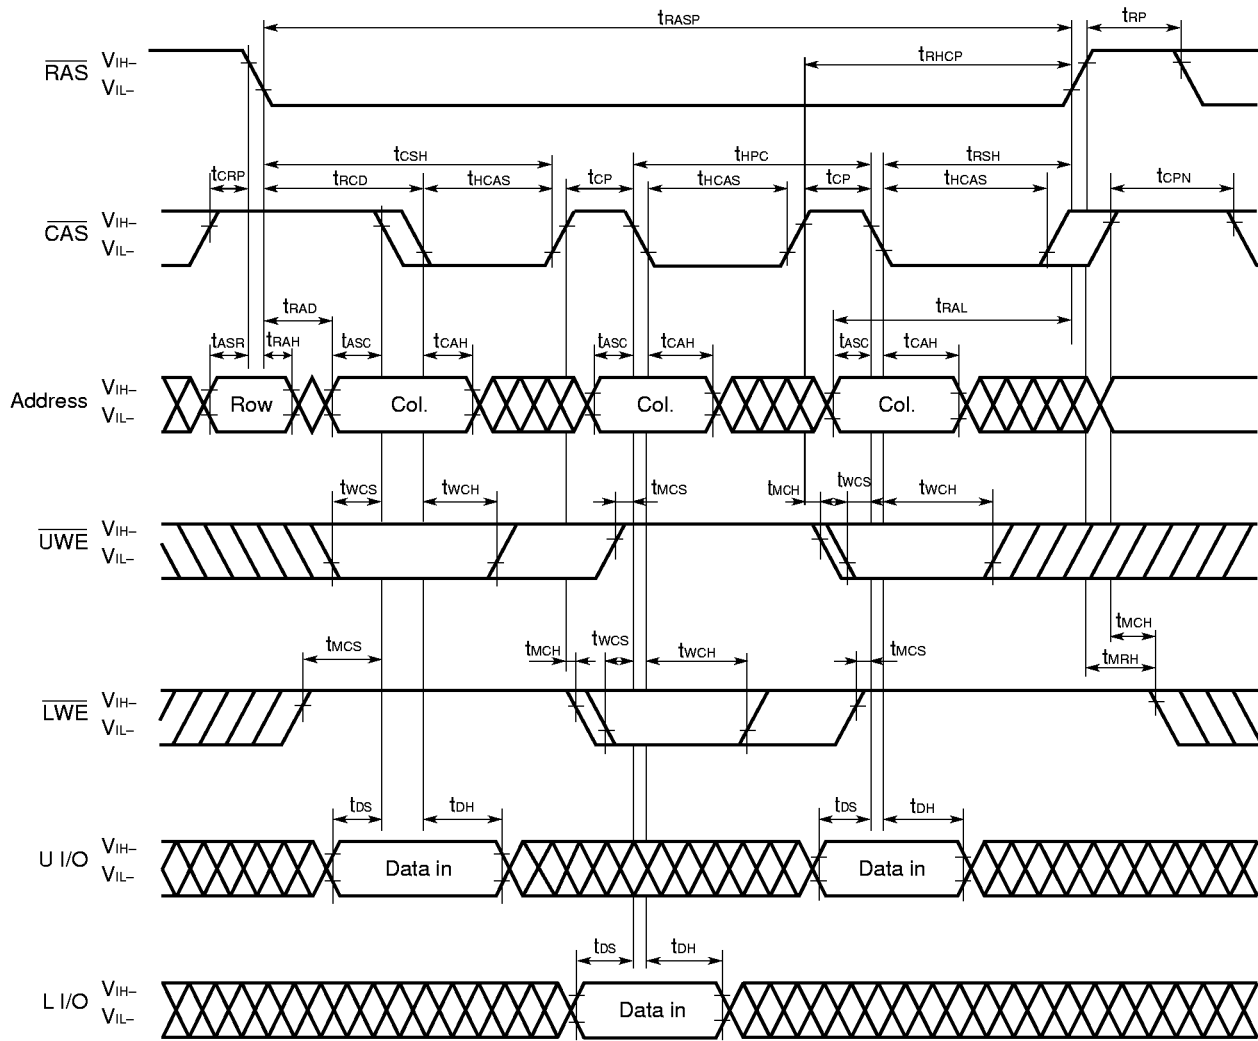 tRASP
tRP
tRHCP
RAS VIH– VIL–
tCSH
tHPC
tRSH
tCRP
tRCD
tHCAS
tCP
tHCAS
tCP
tHCAS
tCPN
CAS VIH– VIL–
tRAD
tRAL
tASR
tRAH
tASC
tCAH
tASC
tCAH
tASC
tCAH
Address VIH– VIL–
Row
Col.
Col.
Col.
tWCS
tWCH
tMCS
tMCH
tWCS
tWCH
UWE VIH– VIL–
tMCS
tMCH
tWCS
tWCH
tMCS
tMCH
tMRH
LWE VIH– VIL–
tDS
tDH
tDS
tDH
U I/O VIH– VIL–
Data in
Data in
tDS
tDH
L I/O VIH– VIL–
Data in